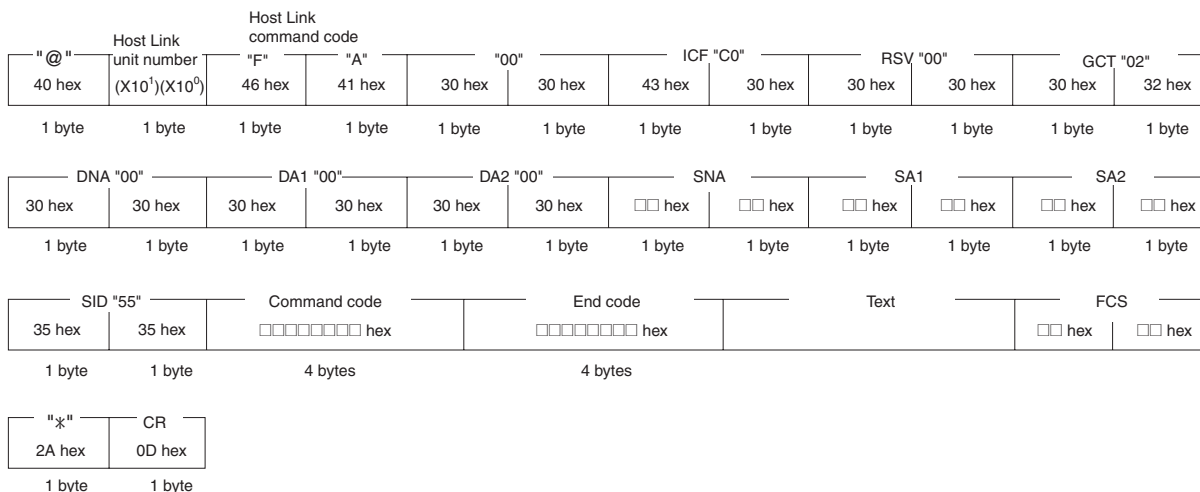 Host Link
command code
"@" Host Link
unit number "F" "A" "00" ICF "C0" RSV "00" GCT "02"
40 hex (X10¹)(X10⁰) 46 hex 41 hex 30 hex 30 hex 43 hex 30 hex 30 hex 30 hex 30 hex 32 hex
1 byte 1 byte 1 byte 1 byte 1 byte 1 byte 1 byte 1 byte 1 byte 1 byte 1 byte 1 byte
DNA "00" DA1 "00" DA2 "00" SNA SA1 SA2
30 hex 30 hex 30 hex 30 hex 30 hex 30 hex □□ hex □□ hex □□ hex □□ hex □□ hex □□ hex
1 byte 1 byte 1 byte 1 byte 1 byte 1 byte 1 byte 1 byte 1 byte 1 byte 1 byte 1 byte
SID "55" Command code End code Text FCS
35 hex 35 hex □□□□□□□□ hex □□□□□□□□ hex □□ hex □□ hex
1 byte 1 byte 4 bytes 4 bytes
"*" CR
2A hex 0D hex
1 byte 1 byte